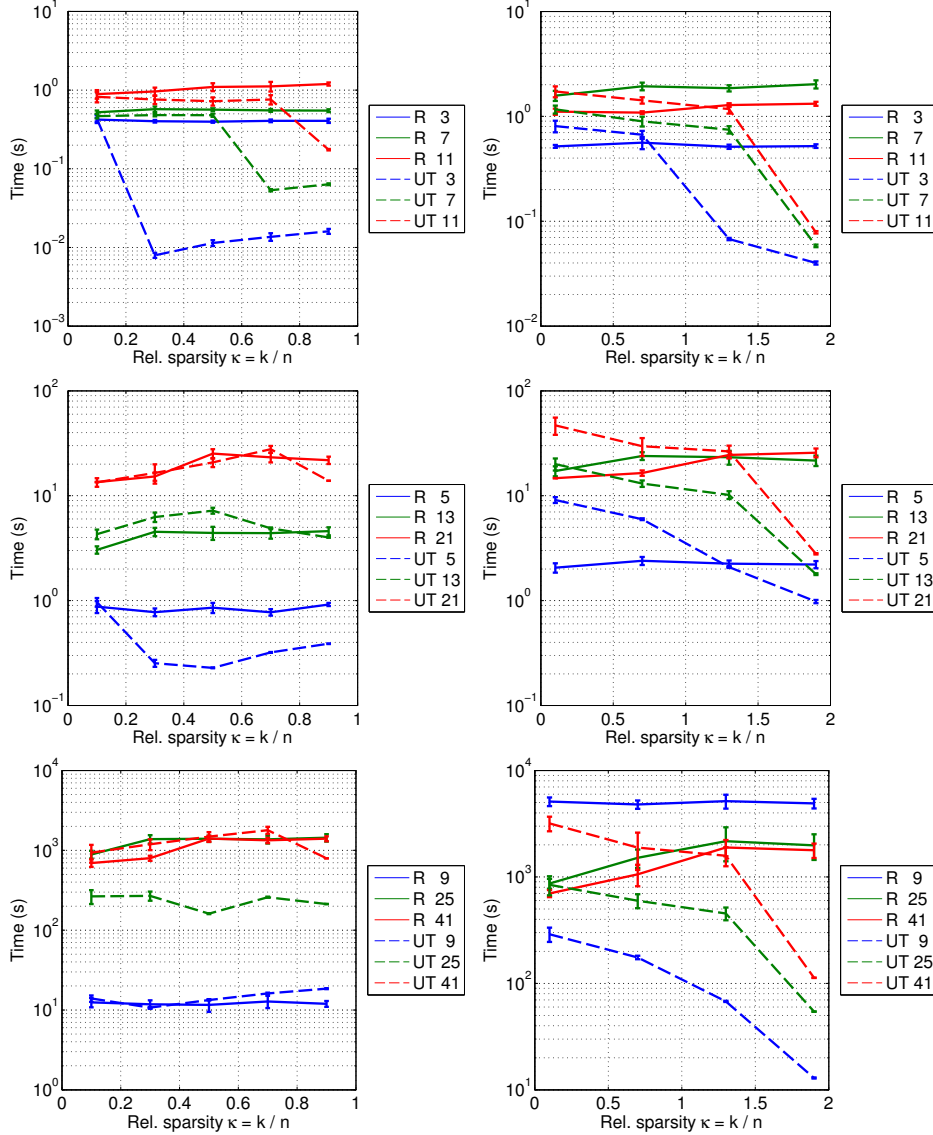 10^1
10^0
10^-1
10^-2
10^-3
Time (s)
0 0.2 0.4 0.6 0.8 1
Rel. sparsity κ = k / n
R 3
R 7
R 11
UT 3
UT 7
UT 11
10^1
10^0
10^-1
10^-2
Time (s)
0 0.5 1 1.5 2
Rel. sparsity κ = k / n
R 3
R 7
R 11
UT 3
UT 7
UT 11
10^2
10^1
10^0
10^-1
Time (s)
0 0.2 0.4 0.6 0.8 1
Rel. sparsity κ = k / n
R 5
R 13
R 21
UT 5
UT 13
UT 21
10^2
10^1
10^0
10^-1
Time (s)
0 0.5 1 1.5 2
Rel. sparsity κ = k / n
R 5
R 13
R 21
UT 5
UT 13
UT 21
10^4
10^3
10^2
10^1
10^0
Time (s)
0 0.2 0.4 0.6 0.8 1
Rel. sparsity κ = k / n
R 9
R 25
R 41
UT 9
UT 25
UT 41
10^4
10^3
10^2
10^1
Time (s)
0 0.5 1 1.5 2
Rel. sparsity κ = k / n
R 9
R 25
R 41
UT 9
UT 25
UT 41